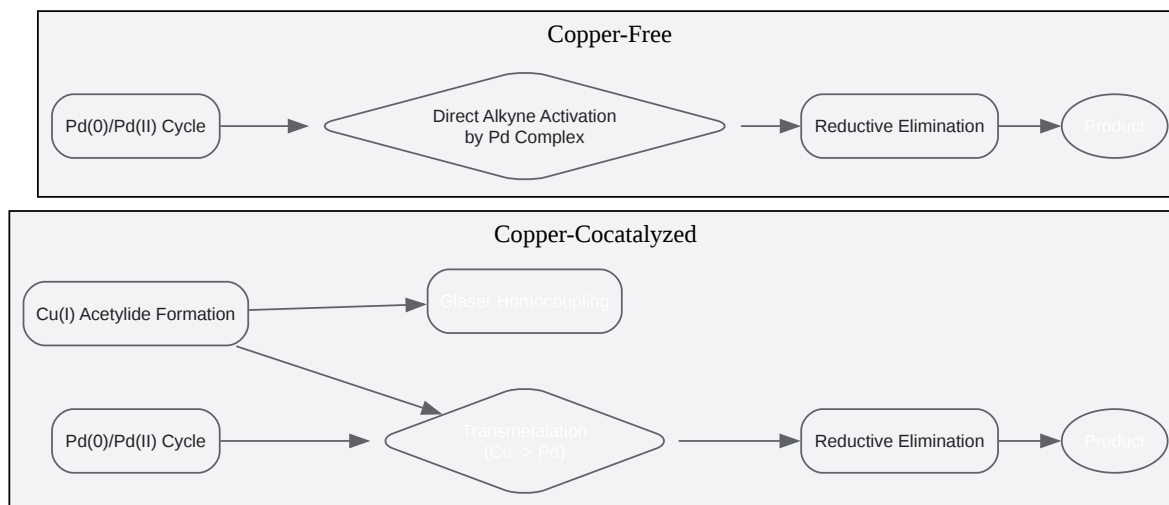 Copper-Free
Pd(0)/Pd(II) Cycle
Direct Alkyne Activation
by Pd Complex
Reductive Elimination
Product
Copper-Cocatalyzed
Cu(I) Acetylide Formation
Glaser Homocoupling
Pd(0)/Pd(II) Cycle
Transmetalation
(Cu -> Pd)
Reductive Elimination
Product